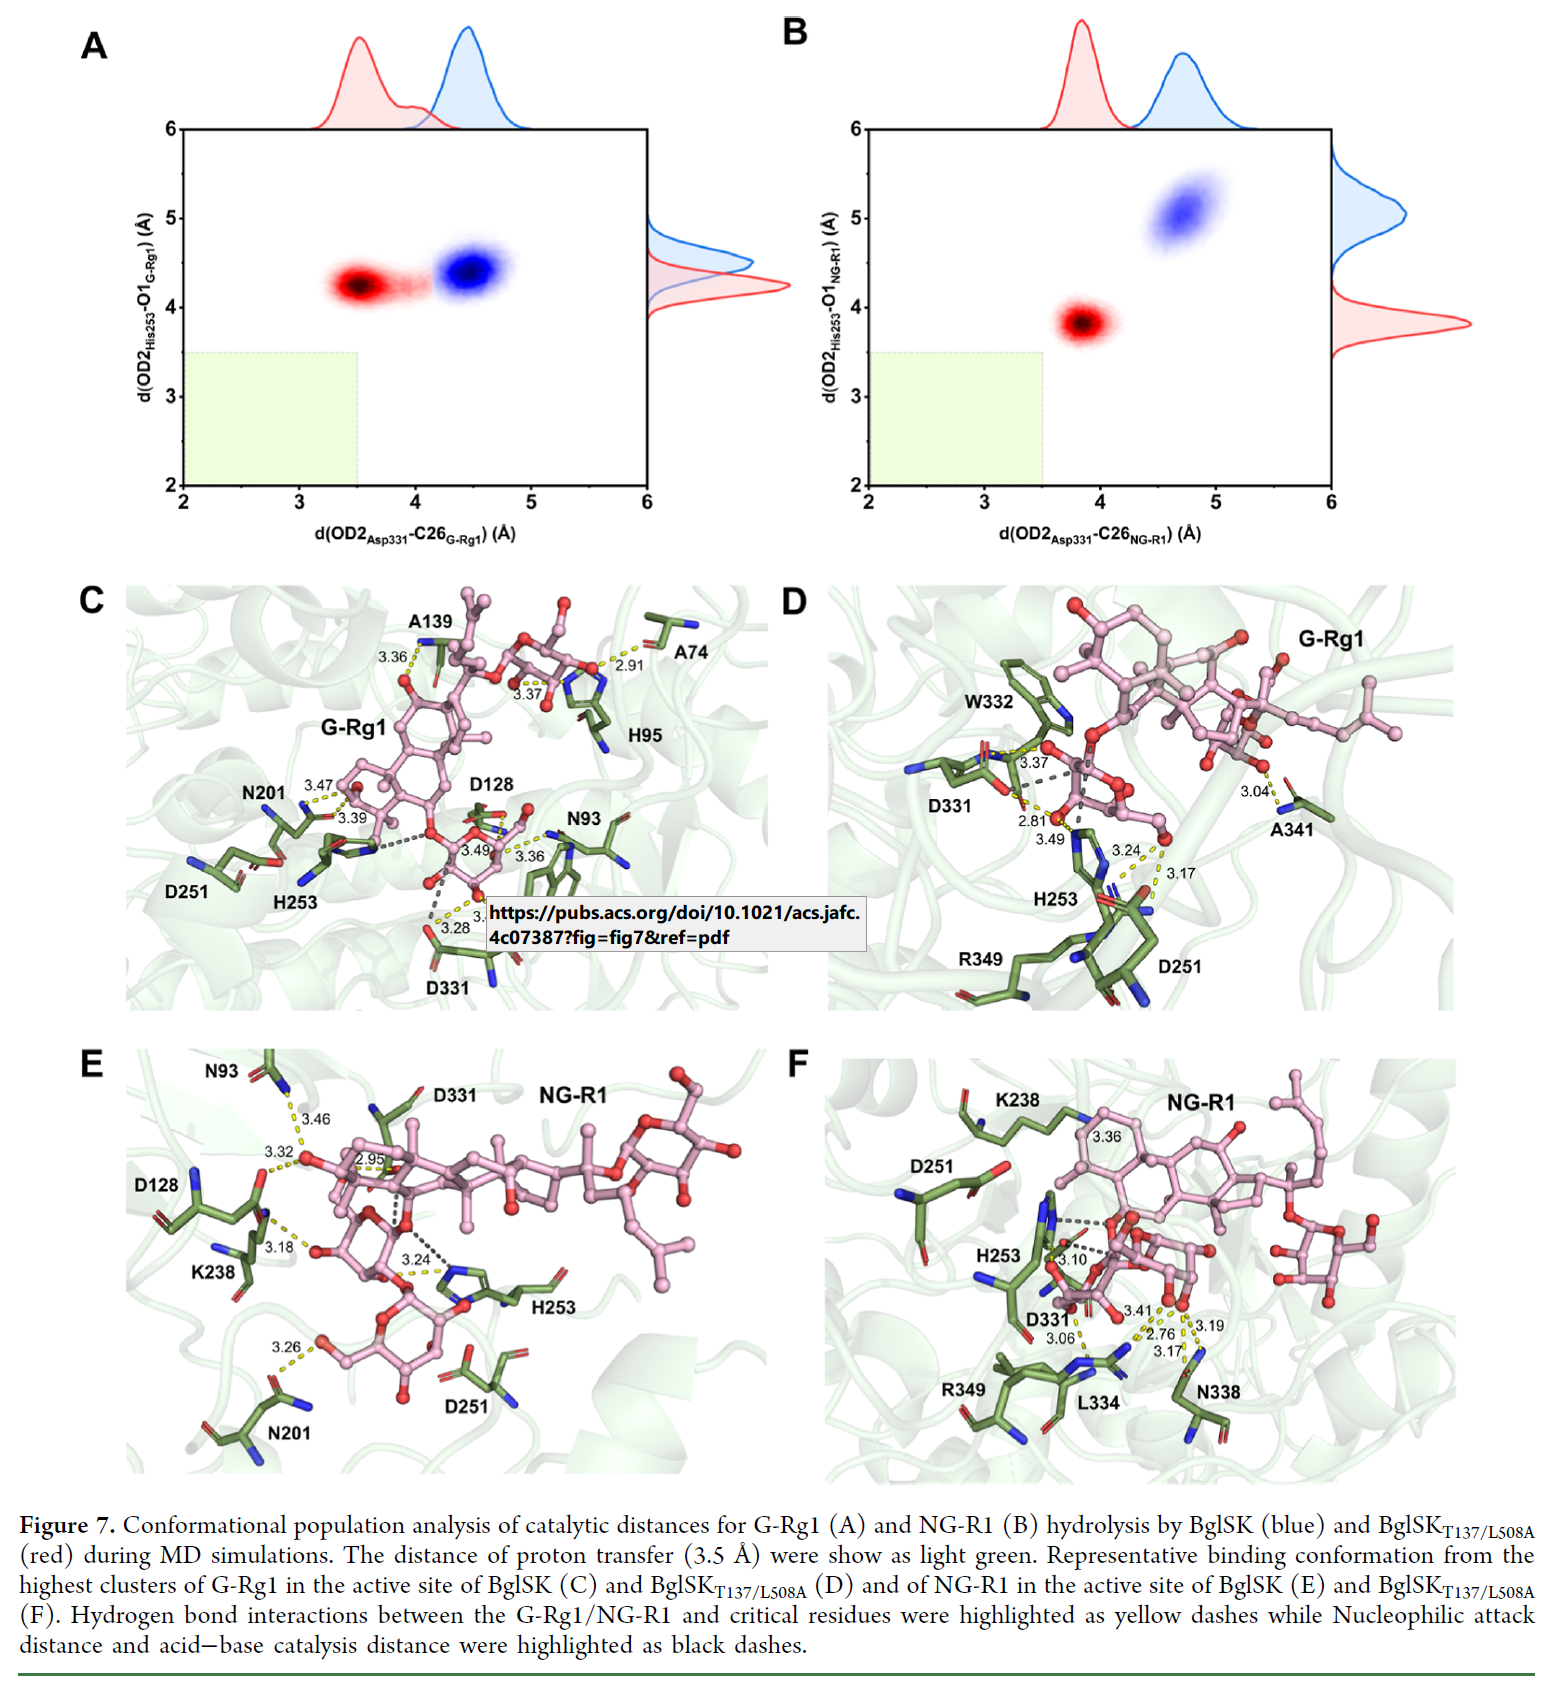 A
6
5
4
3
2
2
3
4
5
6
d(OD2His253-O1G-Rg1) (Å)
d(OD2Asp331-C26G-Rg1) (Å)
B
6
5
4
3
2
2
3
4
5
6
d(OD2His253-O1NG-R1) (Å)
d(OD2Asp331-C26NG-R1) (Å)
C
A139
3.36
A74
2.91
3.37
G-Rg1
H95
N201
3.47
3.39
D128
N93
3.49
3.36
D251
H253
3.28
D331
https://pubs.acs.org/doi/10.1021/acs.jafc.
4c07387?fig=fig7&ref=pdf
D
G-Rg1
W332
3.37
D331
2.81
3.49
3.04
A341
3.24
3.17
H253
R349
D251
E
N93
D331
NG-R1
3.46
3.32
2.95
D128
3.18
K238
3.24
H253
3.26
D251
N201
F
K238
NG-R1
3.36
D251
H253
3.10
D331
3.41
3.06
2.76
3.19
3.17
R349
L334
N338
Figure 7. Conformational population analysis of catalytic distances for G-Rg1 (A) and NG-R1 (B) hydrolysis by BglSK (blue) and BglSKT137/L508A
(red) during MD simulations. The distance of proton transfer (3.5 Å) were show as light green. Representative binding conformation from the
highest clusters of G-Rg1 in the active site of BglSK (C) and BglSKT137/L508A (D) and of NG-R1 in the active site of BglSK (E) and BglSKT137/L508A
(F). Hydrogen bond interactions between the G-Rg1/NG-R1 and critical residues were highlighted as yellow dashes while Nucleophilic attack
distance and acid−base catalysis distance were highlighted as black dashes.